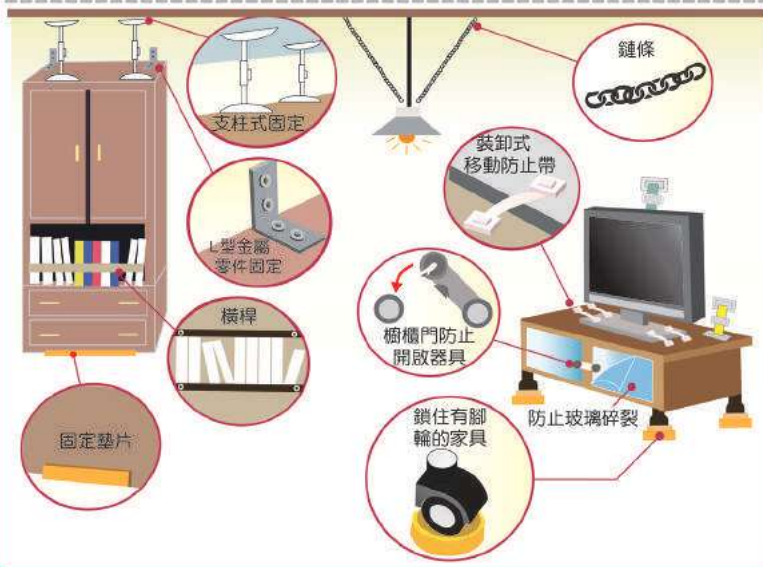 支柱式固定
鏈條
裝卸式
移動防止帶
L型金屬
零件固定
橫桿
櫥櫃門防止
開啟器具
固定墊片
鎖住有腳
輪的家具
防止玻璃碎裂